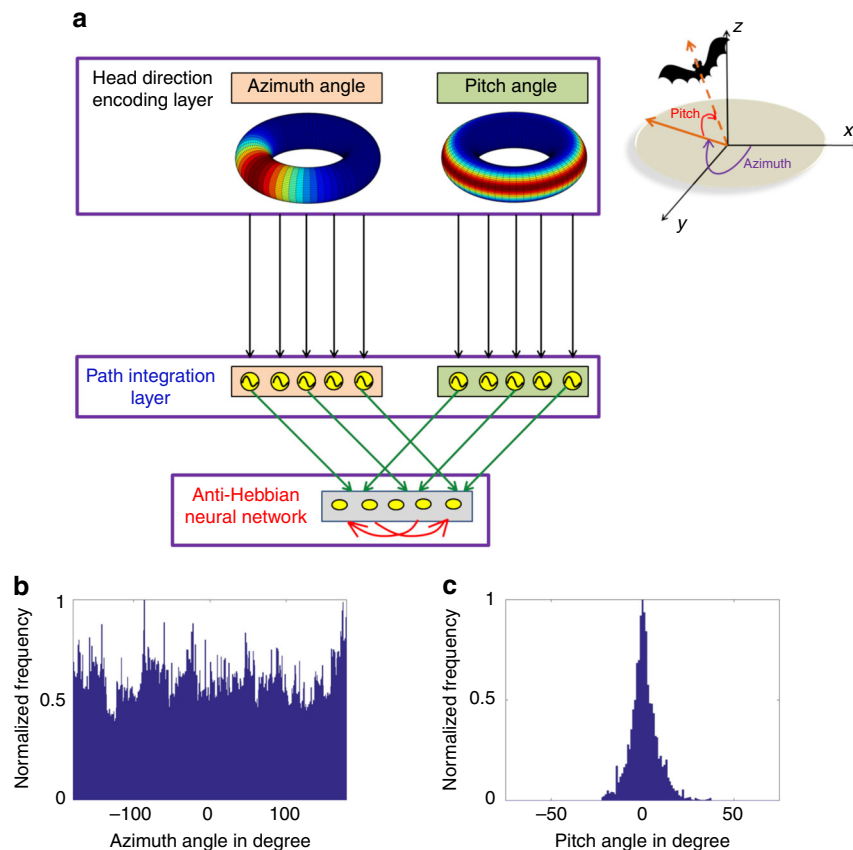 a
Head direction
encoding layer
Azimuth angle
Pitch angle
z
x
y
Pitch
Azimuth
Path integration
layer
Anti-Hebbian
neural network
b
Normalized frequency
1
0.5
0
−100
0
100
Azimuth angle in degree
c
Normalized frequency
1
0.5
0
−50
0
50
Pitch angle in degree